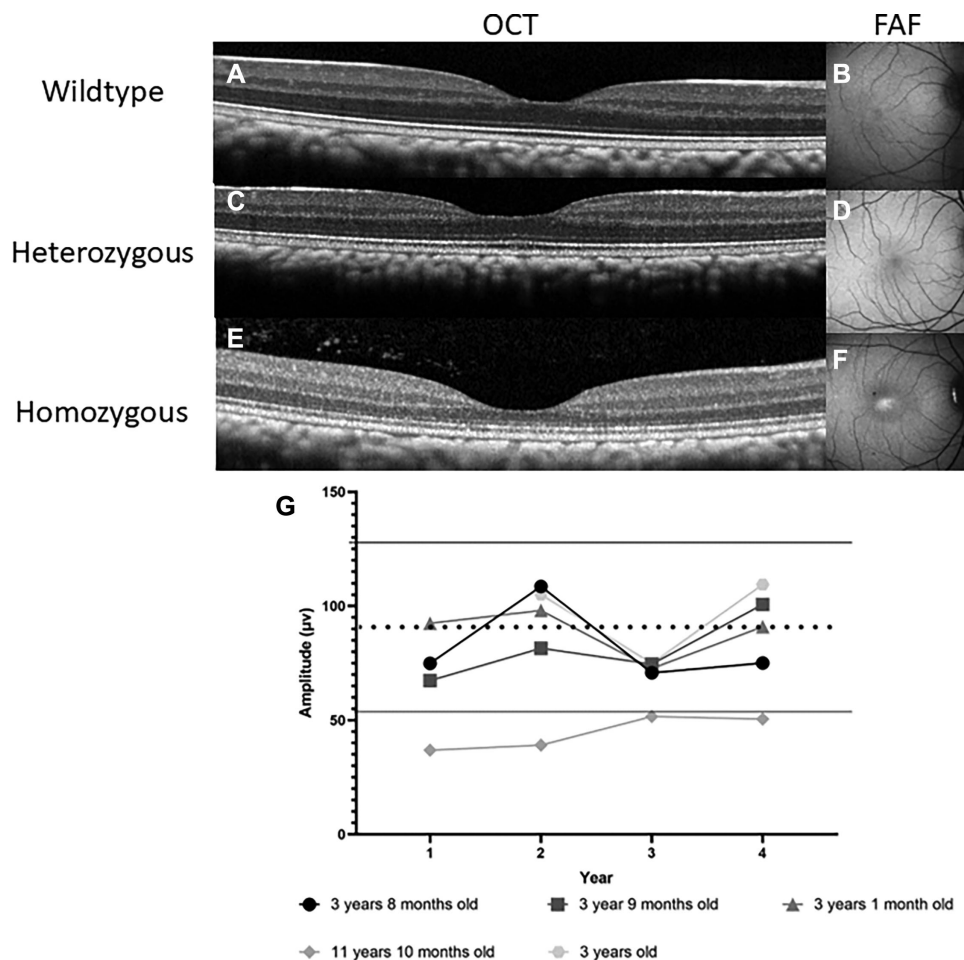 OCT FAF
Wildtype
A B
Heterozygous
C D
Homozygous
E F
G
150
100
50
0
Amplitude (μv)
1 2 3 4
Year
3 years 8 months old 3 year 9 months old 3 years 1 month old
11 years 10 months old 3 years old